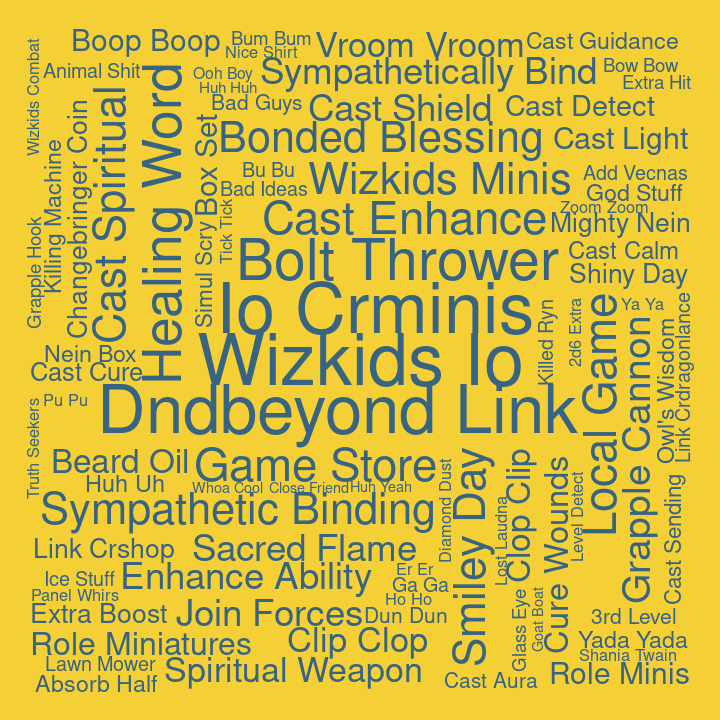 Boop Boop
Bum Bum
Nice Shirt
Vroom Vroom
Cast Guidance
Wizkids Combat
Animal Shit
Ooh Boy
Huh Huh
Sympathetically Bind
Bow Bow
Extra Hit
Bad Guys
Cast Shield
Cast Detect
Healing Word
Cast Spiritual
Changebringer Coin
Killing Machine
Grapple Hook
Box Set
Simul Scry
Tick Tick
Bonded Blessing
Cast Light
Bu Bu
Bad Ideas
Wizkids Minis
Add Vecnas
God Stuff
Zoom Zoom
Cast Enhance
Mighty Nein
Bolt Thrower
Cast Calm
Shiny Day
Io Crminis
Killed Ryn
2d6 Extra
Ya Ya
Local Game
Grapple Cannon
Owl's Wisdom
Link Crdragonlance
Wizkids Io
Nein Box
Cast Cure
Pu Pu
Truth Seekers
Dndbeyond Link
Beard Oil
Game Store
Huh Uh
Whoa Cool
Close Friend
Huh Yeah
Diamond Dust
Smiley Day
Lost Laudna
Clop Clip
Cure Wounds
Level Detect
Cast Sending
Sympathetic Binding
Link Crshop
Sacred Flame
Ice Stuff
Enhance Ability
Er Er
Ga Ga
Panel Whirs
Ho Ho
Extra Boost
Join Forces
Dun Dun
Glass Eye
Goat Boat
3rd Level
Role Miniatures
Clip Clop
Yada Yada
Shania Twain
Lawn Mower
Absorb Half
Spiritual Weapon
Cast Aura
Role Minis